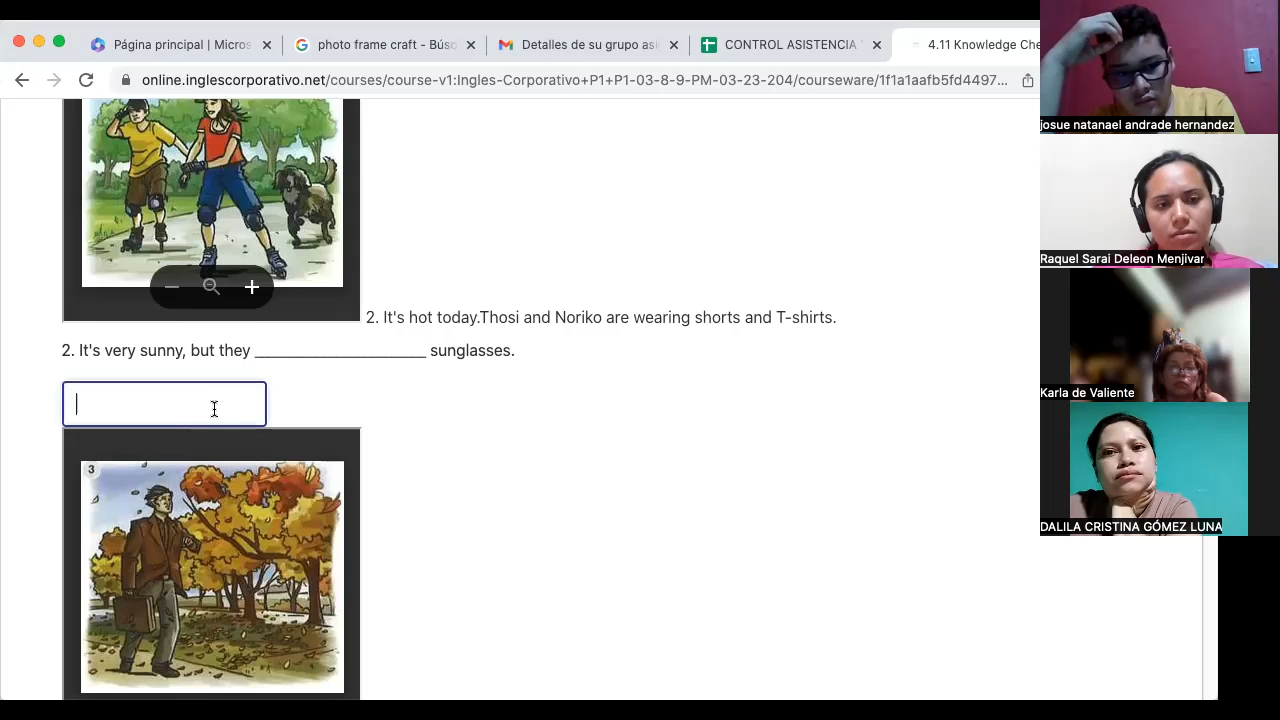 Página principal | Micros
photo frame craft - Búso
Detalles de su grupo asi
CONTROL ASISTENCIA
4.11 Knowledge Che
online.inglescorporativo.net/courses/course-v1:Ingles-Corporativo+P1+P1-03-8-9-PM-03-23-204/courseware/1f1a1aafb5fd4497...
josue natanael andrade hernandez
Raquel Sarai Deleon Menjivar
Karla de Valiente
DALILA CRISTINA GÓMEZ LUNA
2. It's hot today.Thosi and Noriko are wearing shorts and T-shirts.
2. It's very sunny, but they ____________________ sunglasses.
3